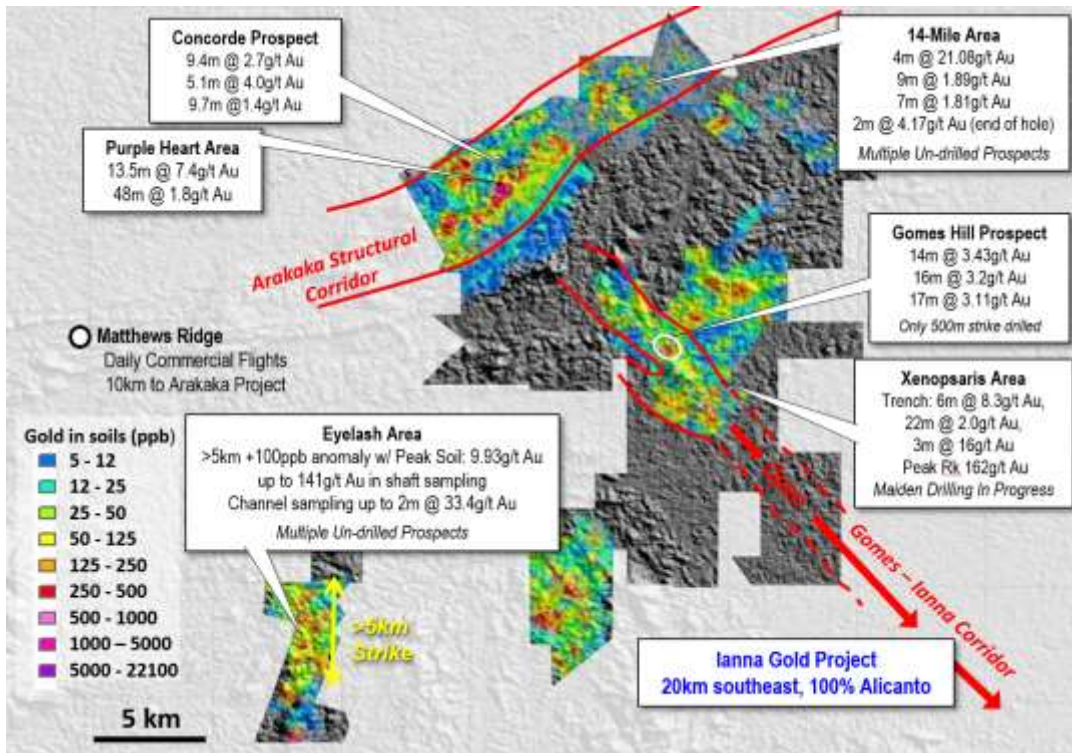 Concorde Prospect
9.4m @ 2.7g/t Au
5.1m @ 4.0g/t Au
9.7m @1.4g/t Au
Purple Heart Area
13.5m @ 7.4g/t Au
48m @ 1.8g/t Au
14-Mile Area
4m @ 21.08g/t Au
9m @ 1.89g/t Au
7m @ 1.81g/t Au
2m @ 4.17g/t Au (end of hole)
Multiple Un-drilled Prospects
Arakaka Structural
Corridor
Gomes Hill Prospect
14m @ 3.43g/t Au
16m @ 3.2g/t Au
17m @ 3.11g/t Au
Only 500m strike drilled
Matthews Ridge
Daily Commercial Flights
10km to Arakaka Project
Xenopsaris Area
Trench: 6m @ 8.3g/t Au,
22m @ 2.0g/t Au,
3m @ 16g/t Au
Peak Rk 162g/t Au
Maiden Drilling In Progress
Eyelash Area
>5km +100ppb anomaly w/ Peak Soil: 9.93g/t Au
up to 141g/t Au in shaft sampling
Channel sampling up to 2m @ 33.4g/t Au
Multiple Un-drilled Prospects
Gold in soils (ppb)
5 - 12
12 - 25
25 - 50
50 - 125
125 - 250
250 - 500
500 - 1000
1000 – 5000
5000 - 22100
5 km
>5km
Strike
Gomes – Ianna Corridor
Ianna Gold Project
20km southeast, 100% Alicanto